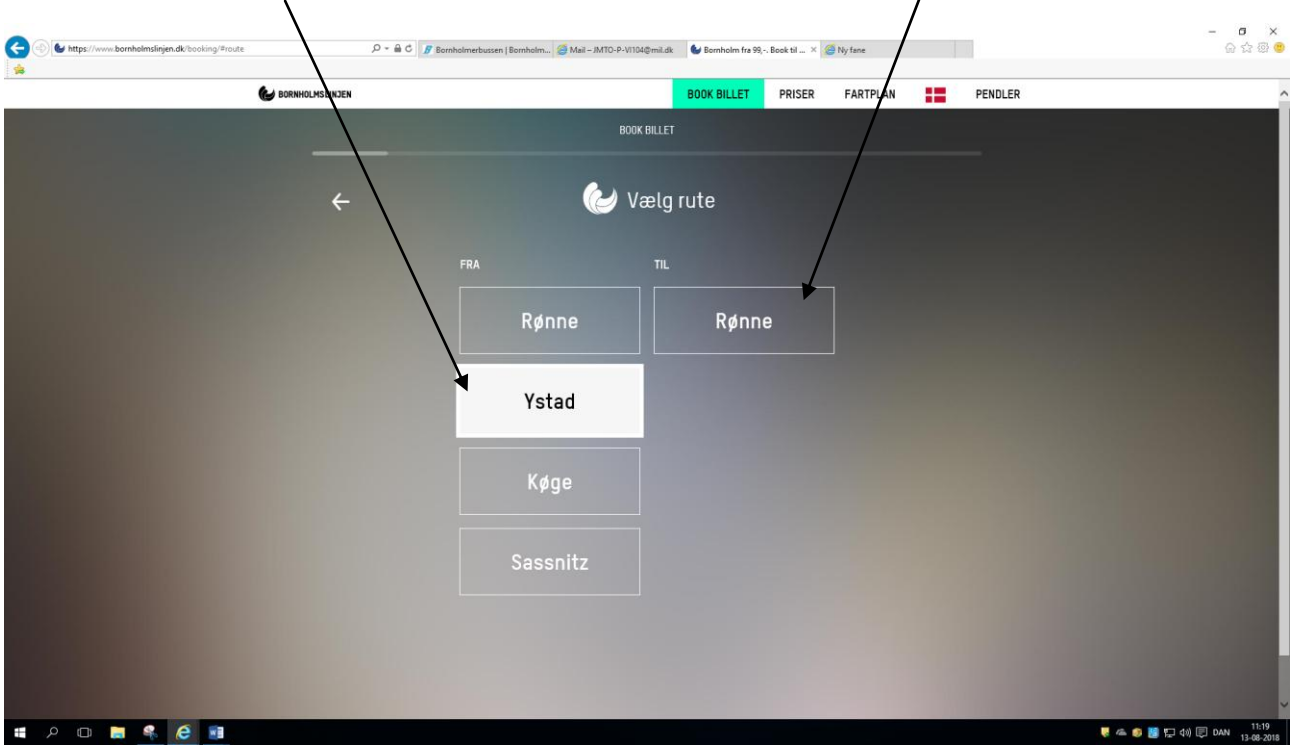 https://www.bornholmslinjen.dk/booking/#route
Bornholmerbussen | Bornholm...
Mail – JMTO-P-VI104@mil.dk
Bornholm fra 99,-. Book til ...
Ny fane
BORNHOLMSLINJEN
BOOK BILLET PRISER FARTPLAN PENDLER
BOOK BILLET
Vælg rute
FRA TIL
Rønne Rønne
Ystad
Køge
Sassnitz
DAN
11:19
13-08-2018